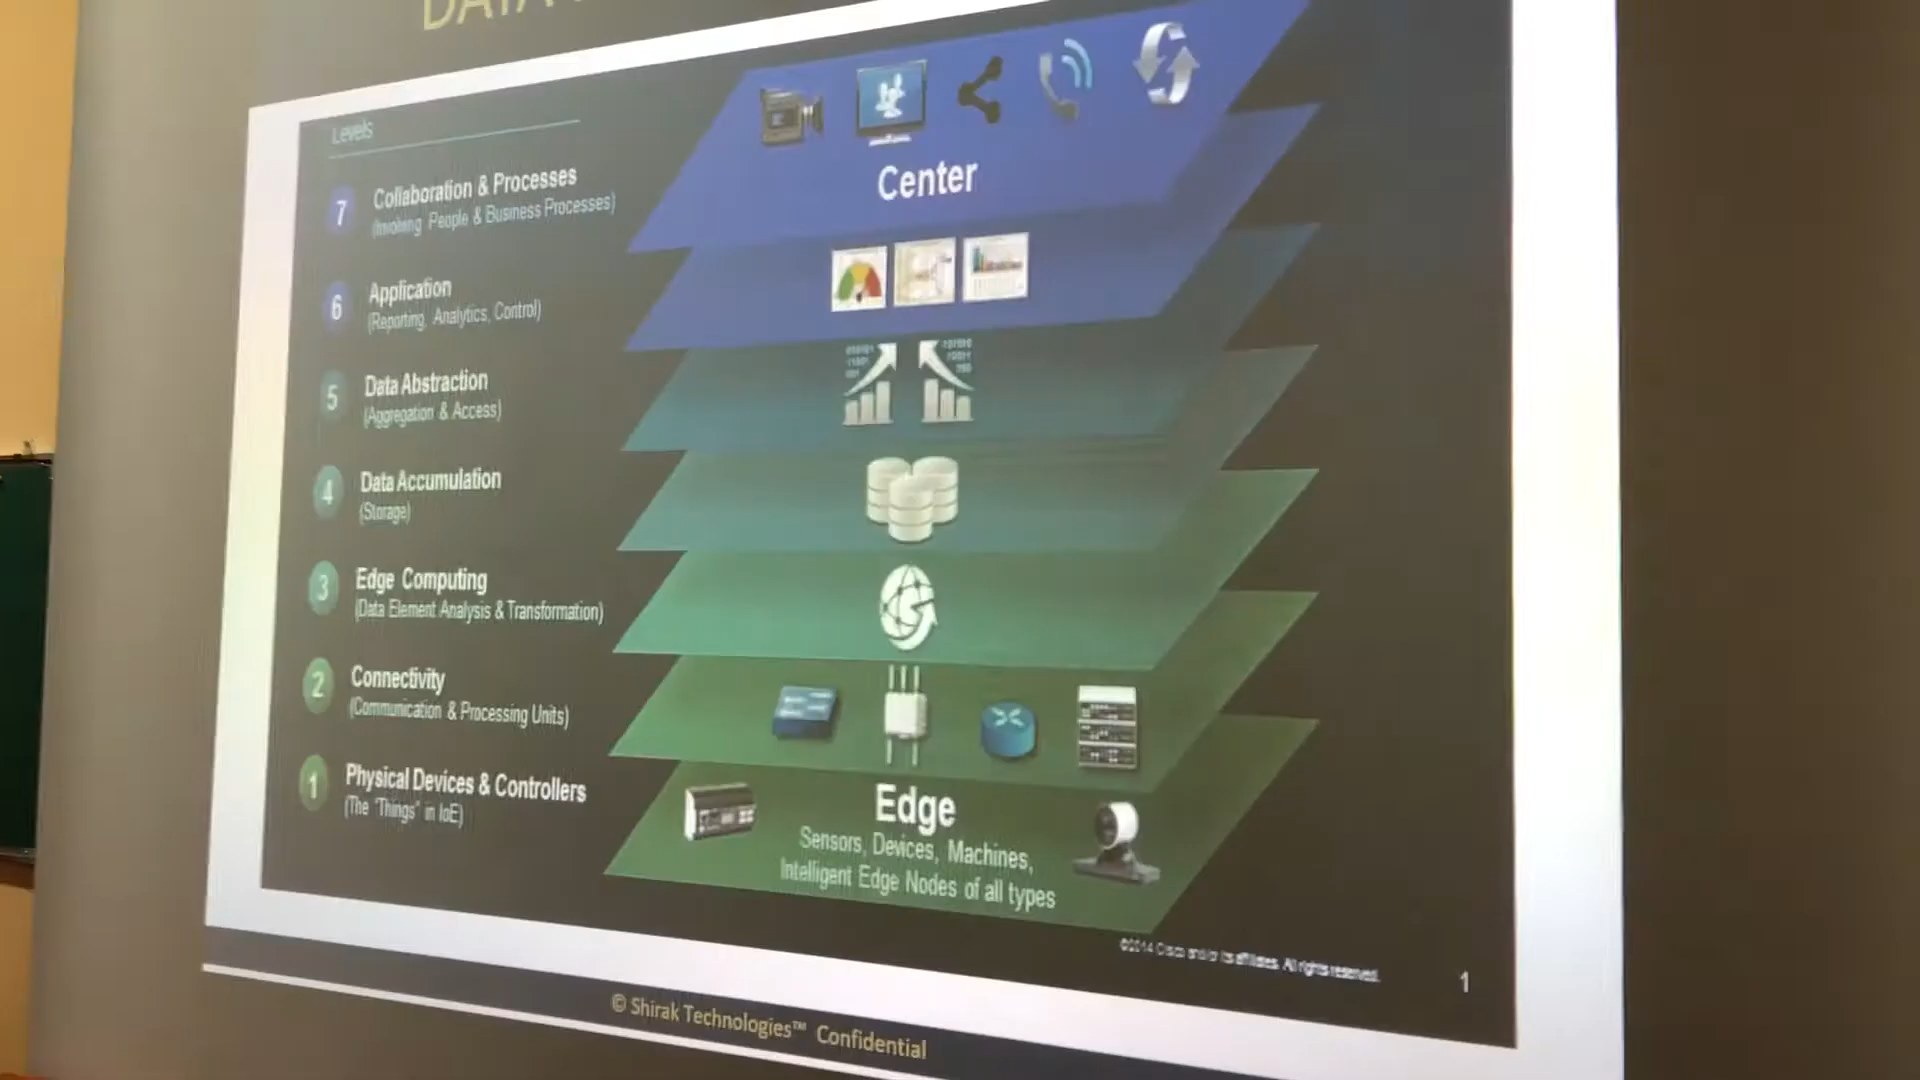 DATA
Levels
7
Collaboration & Processes
(Involving People & Business Processes)
6
Application
(Reporting, Analytics, Control)
5
Data Abstraction
(Aggregation & Access)
4
Data Accumulation
(Storage)
3
Edge Computing
(Data Element Analysis & Transformation)
2
Connectivity
(Communication & Processing Units)
1
Physical Devices & Controllers
(The "Things" in IoE)
Center
Edge
Sensors, Devices, Machines,
Intelligent Edge Nodes of all types
©2014 Cisco and/or its affiliates. All rights reserved.
1
© Shirak Technologies™ Confidential